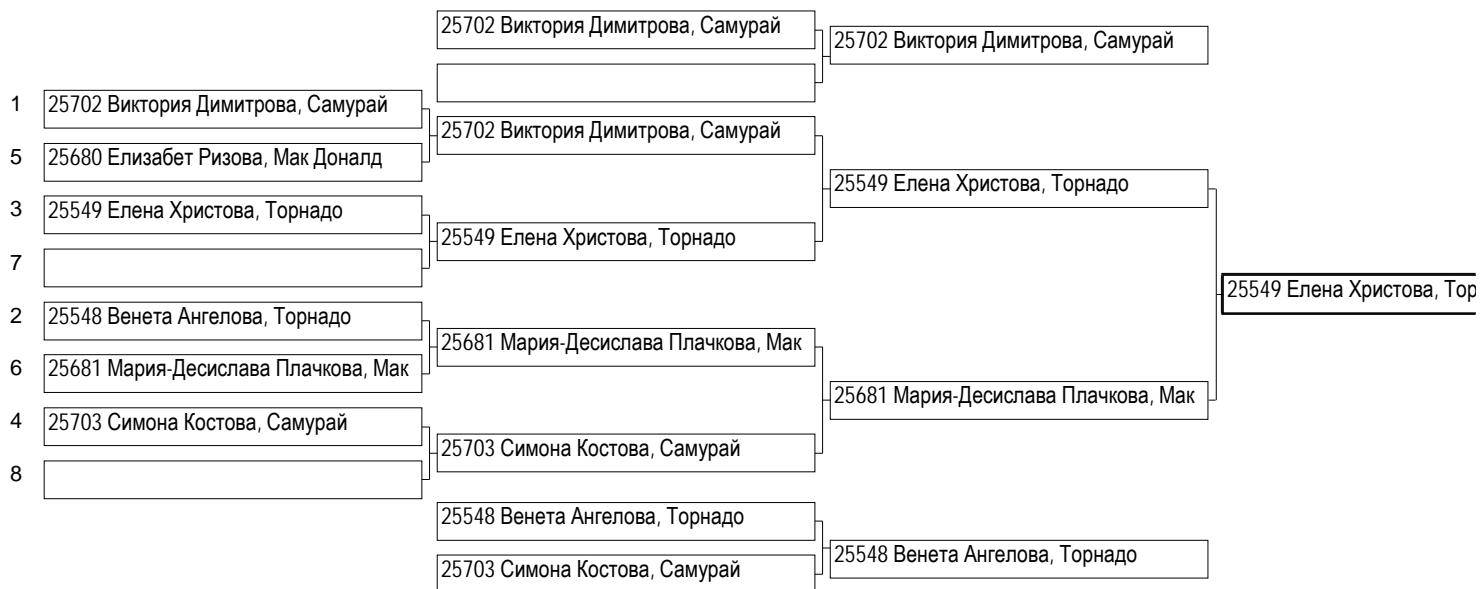 25702 Виктория Димитрова, Самурай
25702 Виктория Димитрова, Самурай
1 25702 Виктория Димитрова, Самурай
25702 Виктория Димитрова, Самурай
5 25680 Елизабет Ризова, Мак Доналд
25549 Елена Христова, Торнадо
3 25549 Елена Христова, Торнадо
25549 Елена Христова, Торнадо
7
25549 Елена Христова, Тор
2 25548 Венета Ангелова, Торнадо
25681 Мария-Десислава Плачкова, Мак
6 25681 Мария-Десислава Плачкова, Мак
25681 Мария-Десислава Плачкова, Мак
4 25703 Симона Костова, Самурай
25703 Симона Костова, Самурай
8
25548 Венета Ангелова, Торнадо
25548 Венета Ангелова, Торнадо
25703 Симона Костова, Самурай